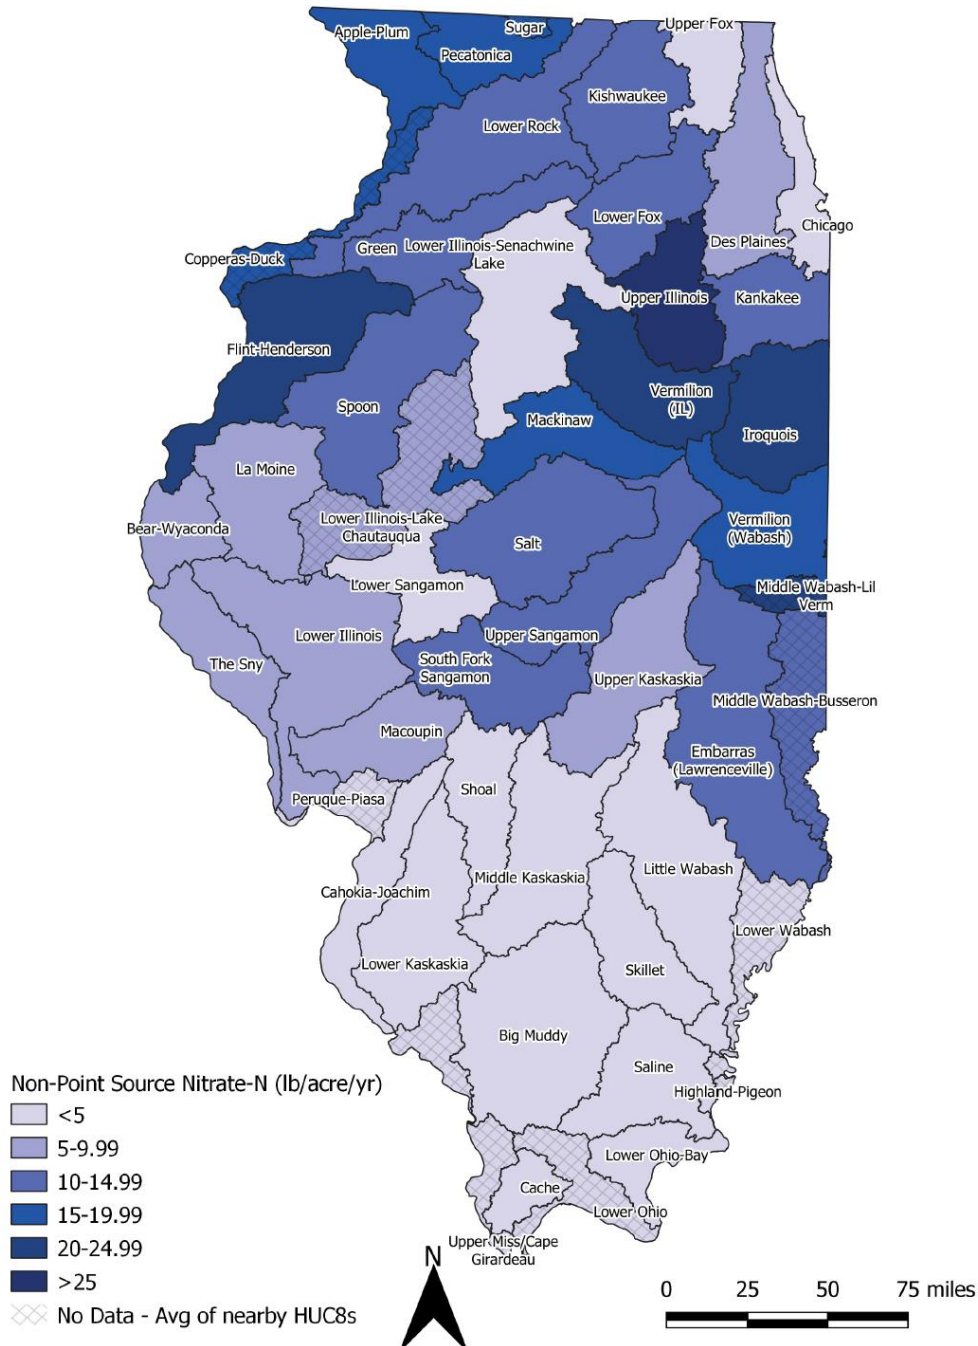 Upper Fox
Apple-Plum
Sugar
Pecatonica
Kishwaukee
Lower Rock
Lower Fox
Chicago
Green
Lower Illinois-Senachwine
Lake
Des Plaines
Copperas-Duck
Upper Illinois
Kankakee
Flint-Henderson
Vermilion
(IL)
Spoon
Mackinaw
Iroquois
La Moine
Bear-Wyaconda
Lower Illinois-Lake
Chautauqua
Vermilion
(Wabash)
Salt
Lower Sangamon
Middle Wabash-Lil
Verm
Lower Illinois
Upper Sangamon
The Sny
South Fork
Sangamon
Upper Kaskaskia
Middle Wabash-Busseron
Macoupin
Embarras
(Lawrenceville)
Peruque-Piasa
Shoal
Little Wabash
Middle Kaskaskia
Cahokia-Joachim
Lower Wabash
Lower Kaskaskia
Skillet
Big Muddy
Saline
Highland-Pigeon
Lower Ohio-Bay
Cache
Lower Ohio
Upper Miss/Cape
Girardeau
Non-Point Source Nitrate-N (lb/acre/yr)
<5
5-9.99
10-14.99
15-19.99
20-24.99
>25
No Data - Avg of nearby HUC8s
N
0 25 50 75 miles